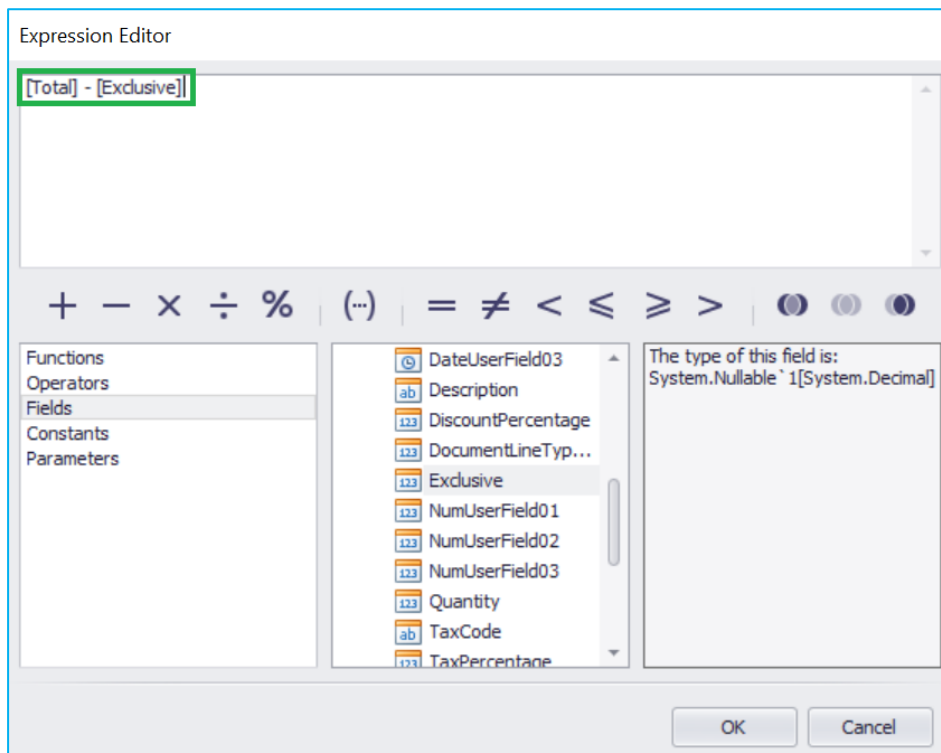 Expression Editor
[Total] - [Exclusive]
+ − × ÷ % (···) = ≠ < ⩽ ⩾ >
Functions
Operators
Fields
Constants
Parameters
DateUserField03
Description
DiscountPercentage
DocumentLineTyp...
Exclusive
NumUserField01
NumUserField02
NumUserField03
Quantity
TaxCode
TaxPercentage
The type of this field is:
System.Nullable`1[System.Decimal]
OK
Cancel